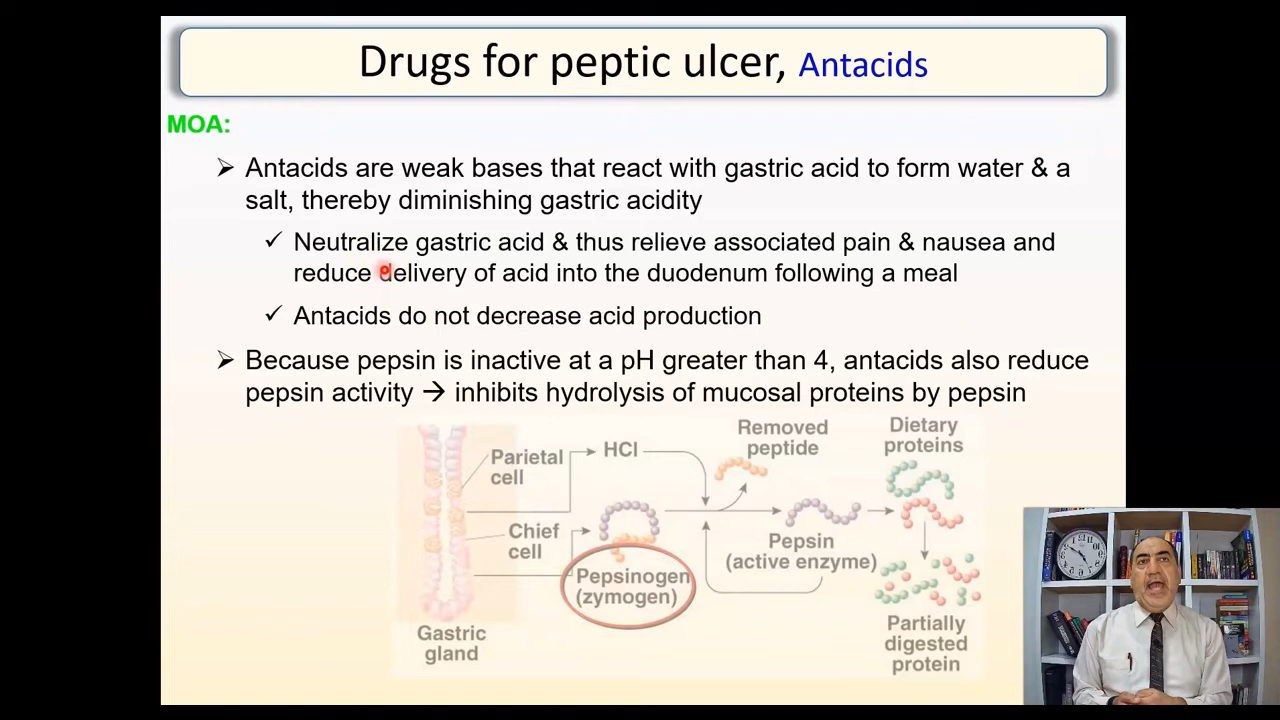 Drugs for peptic ulcer, Antacids
MOA:
Antacids are weak bases that react with gastric acid to form water & a
salt, thereby diminishing gastric acidity
Neutralize gastric acid & thus relieve associated pain & nausea and
reduce delivery of acid into the duodenum following a meal
Antacids do not decrease acid production
Because pepsin is inactive at a pH greater than 4, antacids also reduce
pepsin activity → inhibits hydrolysis of mucosal proteins by pepsin
Parietal
cell
HCl
Removed
peptide
Dietary
proteins
Chief
cell
Pepsinogen
(zymogen)
Pepsin
(active enzyme)
Gastric
gland
Partially
digested
protein